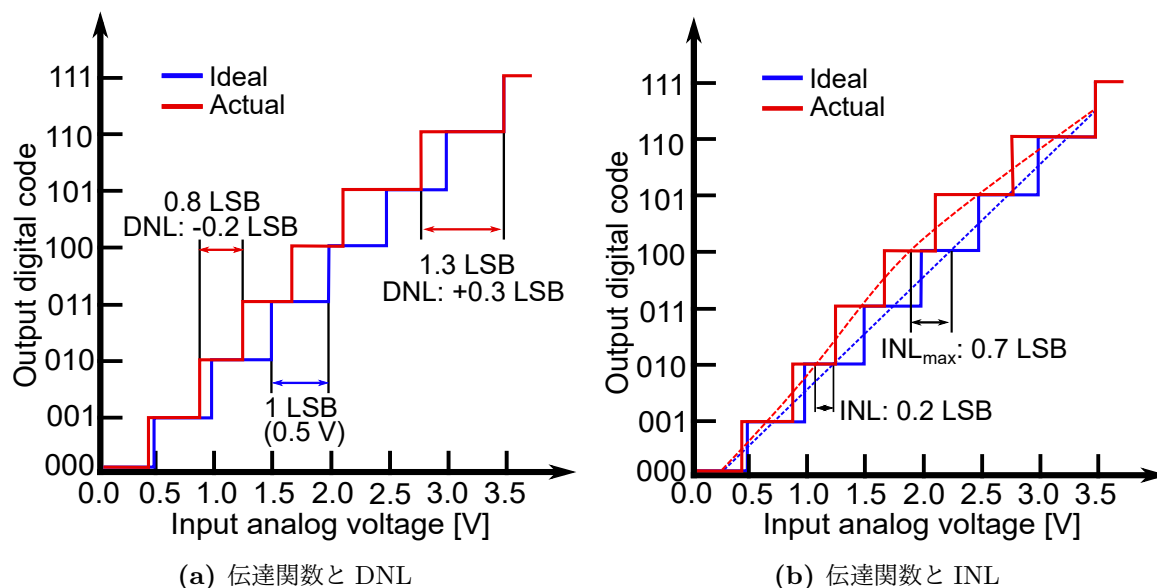 Output digital code
111
110
101
100
011
010
001
000
Ideal
Actual
0.8 LSB
DNL: -0.2 LSB
1.3 LSB
DNL: +0.3 LSB
1 LSB
(0.5 V)
0.0 0.5 1.0 1.5 2.0 2.5 3.0 3.5
Input analog voltage [V]
(a) 伝達関数と DNL
Output digital code
111
110
101
100
011
010
001
000
Ideal
Actual
INLmax: 0.7 LSB
INL: 0.2 LSB
0.0 0.5 1.0 1.5 2.0 2.5 3.0 3.5
Input analog voltage [V]
(b) 伝達関数と INL